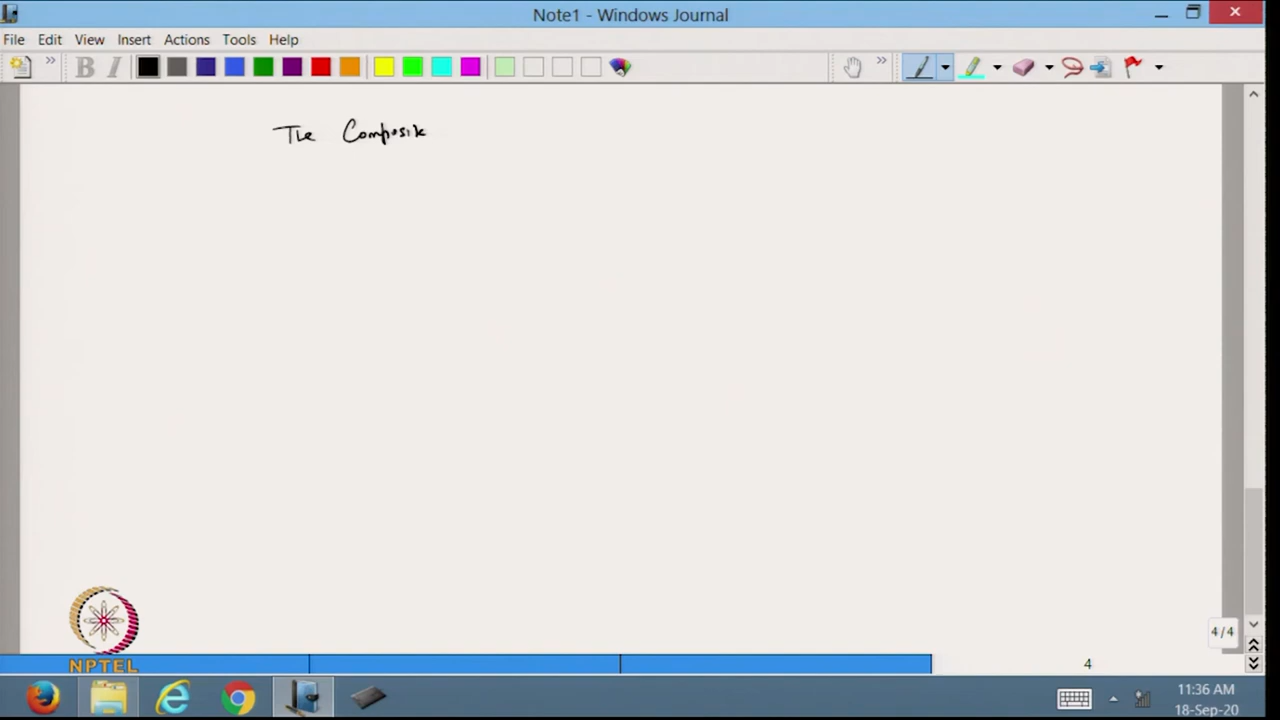 Note1 - Windows Journal
File Edit View Insert Actions Tools Help
B I
The Composite
4/4
NPTEL
4
11:36 AM
18-Sep-20